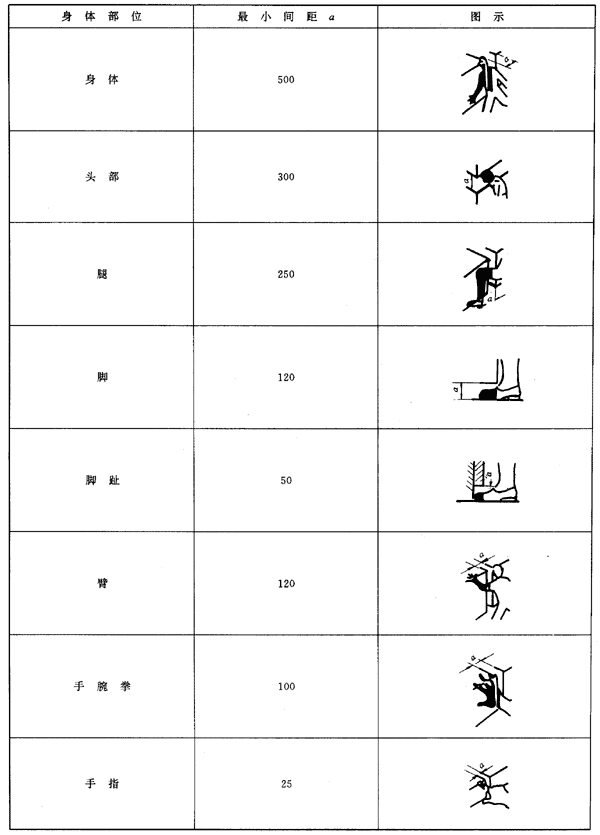 身体部位 最小间距a 图示
身体 500 a
头部 300 a
腿 250 a
脚 120 a
脚趾 50 a
臂 120 a
手腕拳 100 a
手指 25 a